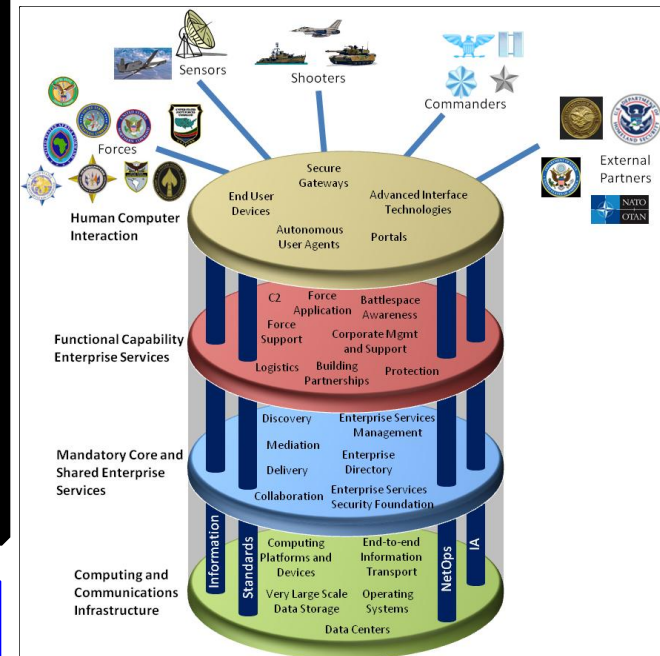 Sensors
Shooters
Commanders
Forces
External
Partners
NATO
OTAN
Human Computer
Interaction
Secure
Gateways
End User
Devices
Advanced Interface
Technologies
Autonomous
User Agents
Portals
Functional Capability
Enterprise Services
C2
Force
Application
Battlespace
Awareness
Force
Support
Corporate Mgmt
and Support
Logistics
Building
Partnerships
Protection
Mandatory Core and
Shared Enterprise
Services
Discovery
Enterprise Services
Management
Mediation
Enterprise
Directory
Delivery
Collaboration
Enterprise Services
Security Foundation
Information
Standards
NetOps
IA
Computing and
Communications
Infrastructure
Computing
Platforms and
Devices
End-to-end
Information
Transport
Very Large Scale
Data Storage
Operating
Systems
Data Centers